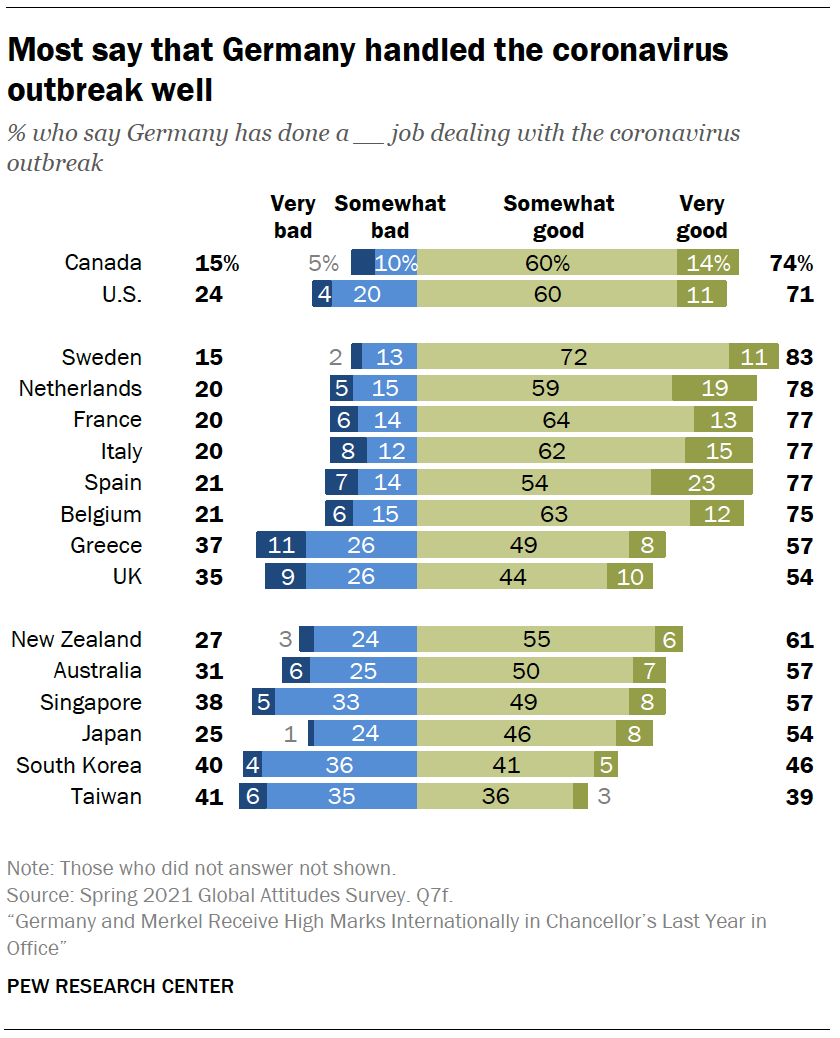 Most say that Germany handled the coronavirus
outbreak well
% who say Germany has done a __ job dealing with the coronavirus
outbreak
Very Somewhat Somewhat Very
bad bad good good
Canada 15% 5% 10% 60% 14% 74%
U.S. 24 4 20 60 11 71
Sweden 15 2 13 72 11 83
Netherlands 20 5 15 59 19 78
France 20 6 14 64 13 77
Italy 20 8 12 62 15 77
Spain 21 7 14 54 23 77
Belgium 21 6 15 63 12 75
Greece 37 11 26 49 8 57
UK 35 9 26 44 10 54
New Zealand 27 3 24 55 6 61
Australia 31 6 25 50 7 57
Singapore 38 5 33 49 8 57
Japan 25 1 24 46 8 54
South Korea 40 4 36 41 5 46
Taiwan 41 6 35 36 3 39
Note: Those who did not answer not shown.
Source: Spring 2021 Global Attitudes Survey. Q7f.
“Germany and Merkel Receive High Marks Internationally in Chancellor’s Last Year in
Office”
PEW RESEARCH CENTER